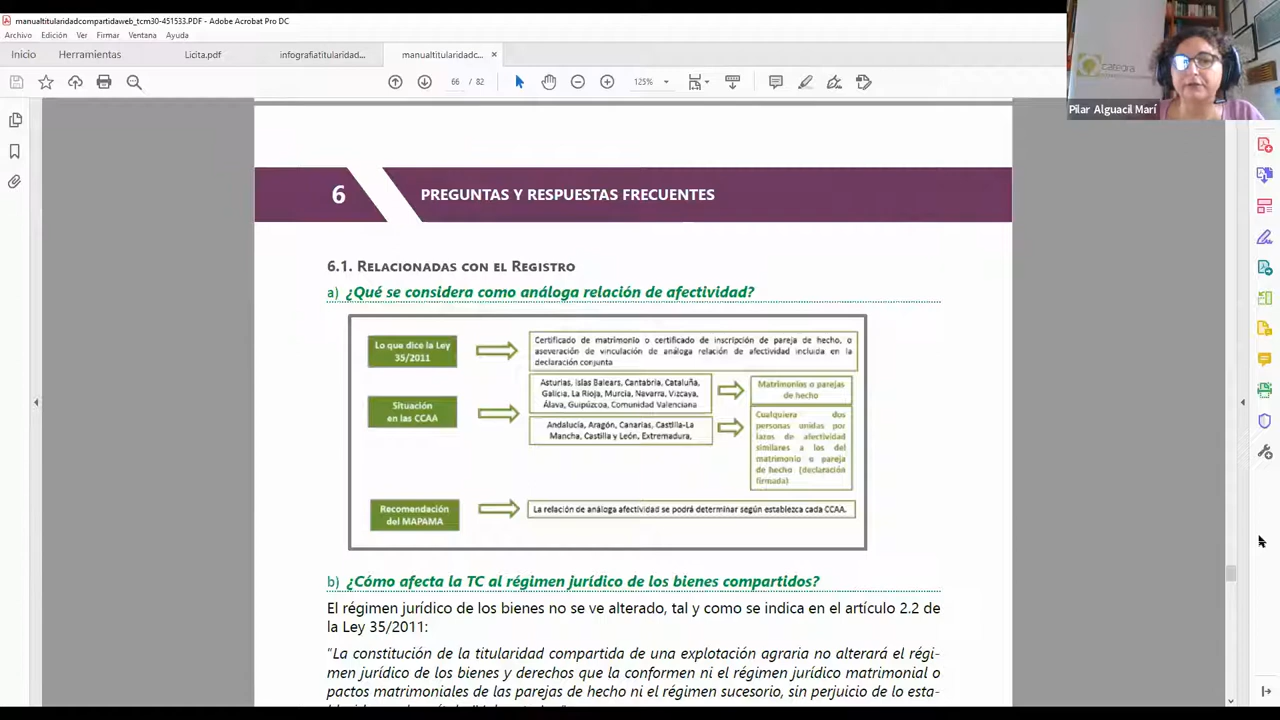 manualtitularidadcompartidaweb_tcm30-451533.PDF - Adobe Acrobat Pro DC
Archivo Edición Ver Firmar Ventana Ayuda
Inicio Herramientas Licita.pdf infografiatitularidad... manualtitularidadc... ×
66 / 82 125%
Pilar Alguacil Marí
6 PREGUNTAS Y RESPUESTAS FRECUENTES
6.1. Relacionadas con el Registro
a) ¿Qué se considera como análoga relación de afectividad?
Lo que dice la Ley
35/2011
Certificado de matrimonio o certificado de inscripción de pareja de hecho, o
aseveración de vinculación de análoga relación de afectividad incluida en la
declaración conjunta
Situación
en las CCAA
Asturias, Islas Balears, Cantabria, Cataluña,
Galicia, La Rioja, Murcia, Navarra, Vizcaya,
Álava, Guipúzcoa, Comunidad Valenciana
Matrimonios o parejas
de hecho
Andalucía, Aragón, Canarias, Castilla-La
Mancha, Castilla y León, Extremadura,
Cualquiera dos
personas unidas por
lazos de afectividad
similares a los del
matrimonio o pareja
de hecho (declaración
firmada)
Recomendación
del MAPAMA
La relación de análoga afectividad se podrá determinar según establezca cada CCAA.
b) ¿Cómo afecta la TC al régimen jurídico de los bienes compartidos?
El régimen jurídico de los bienes no se ve alterado, tal y como se indica en el artículo 2.2 de
la Ley 35/2011:
“La constitución de la titularidad compartida de una explotación agraria no alterará el régi-
men jurídico de los bienes y derechos que la conformen ni el régimen jurídico matrimonial o
pactos matrimoniales de las parejas de hecho ni el régimen sucesorio, sin perjuicio de lo esta-